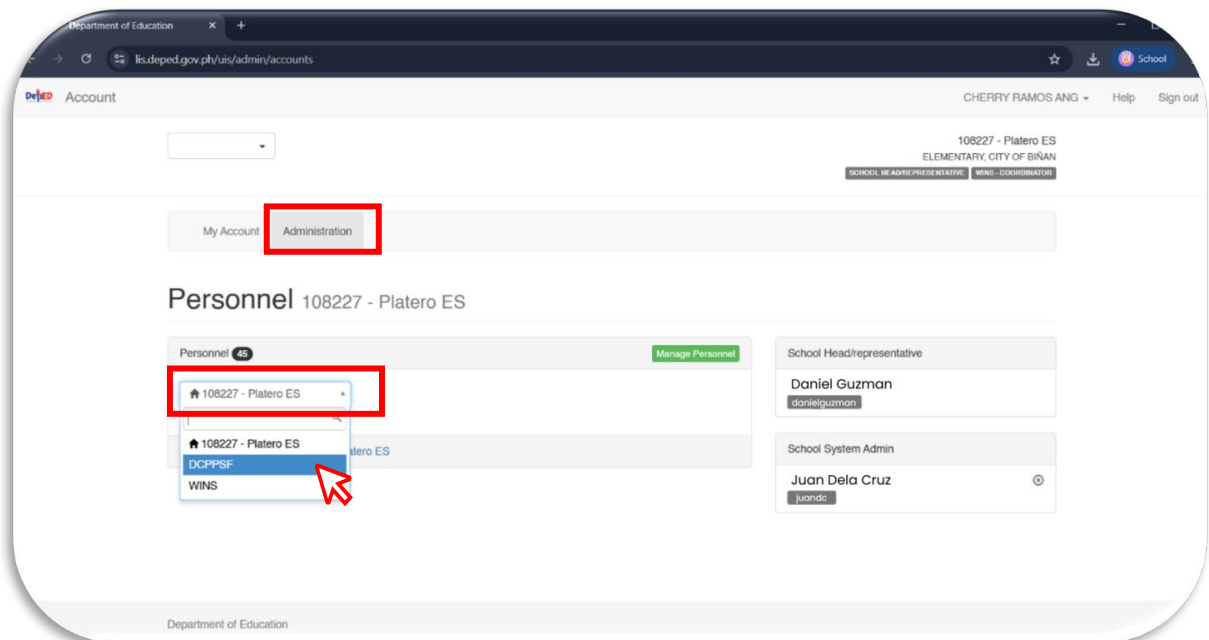 Department of Education
lis.deped.gov.ph/uis/admin/accounts
School
DepED Account
CHERRY RAMOS ANG Help Sign out
108227 - Platero ES
ELEMENTARY, CITY OF BIÑAN
SCHOOL HEAD/REPRESENTATIVE WINS - COORDINATOR
My Account Administration
Personnel 108227 - Platero ES
Personnel 45 Manage Personnel
108227 - Platero ES
108227 - Platero ES
DCPPSF
WINS
atero ES
School Head/representative
Daniel Guzman
danielguzman
School System Admin
Juan Dela Cruz
juandc
Department of Education